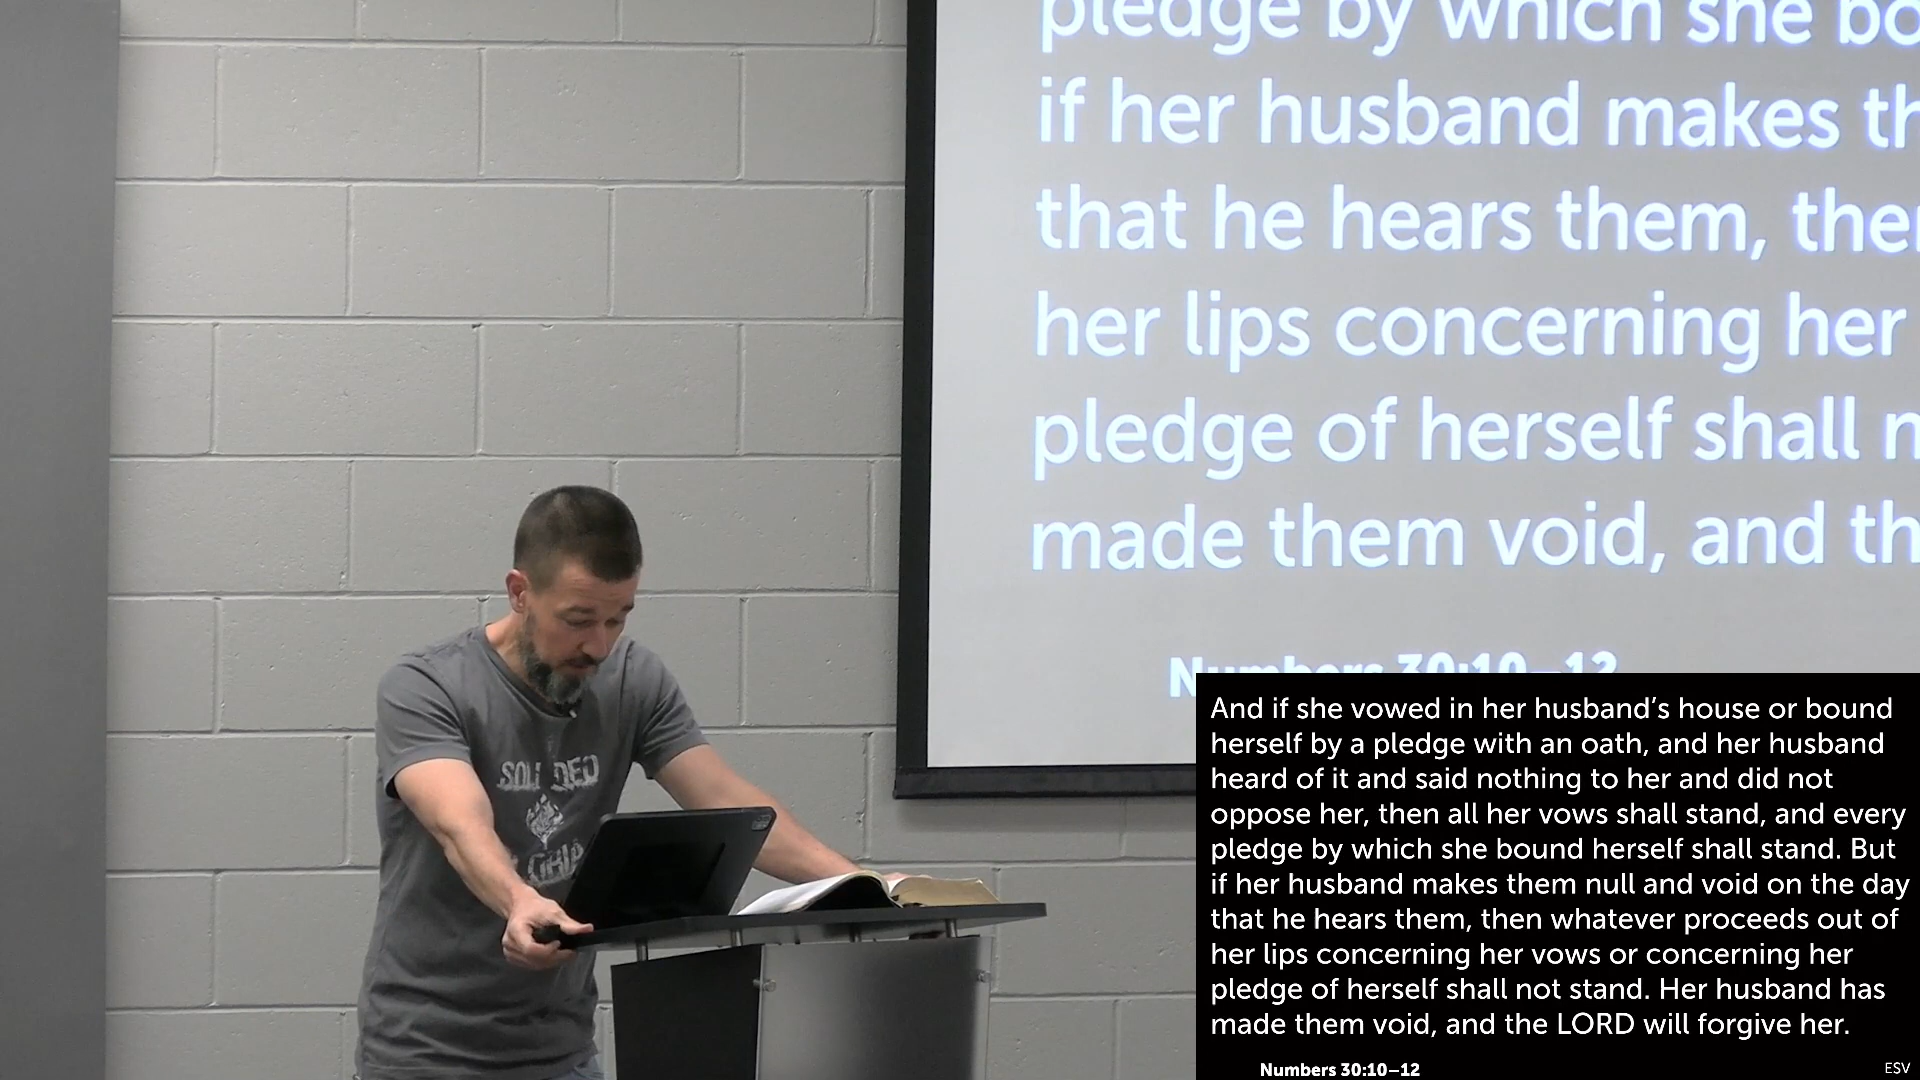 pledge by which she bo
if her husband makes th
that he hears them, the
her lips concerning her
pledge of herself shall n
made them void, and th
Numbers 30:10–12
SOLI DEO
And if she vowed in her husband’s house or bound
herself by a pledge with an oath, and her husband
heard of it and said nothing to her and did not
oppose her, then all her vows shall stand, and every
pledge by which she bound herself shall stand. But
if her husband makes them null and void on the day
that he hears them, then whatever proceeds out of
her lips concerning her vows or concerning her
pledge of herself shall not stand. Her husband has
made them void, and the LORD will forgive her.
Numbers 30:10–12
ESV